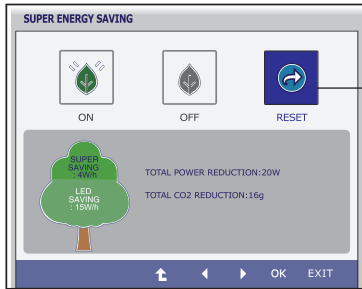 SUPER ENERGY SAVING
ON
OFF
RESET
SUPER
SAVING
: 4W/h
LED
SAVING
: 15W/h
TOTAL POWER REDUCTION:20W
TOTAL CO2 REDUCTION:16g
OK
EXIT